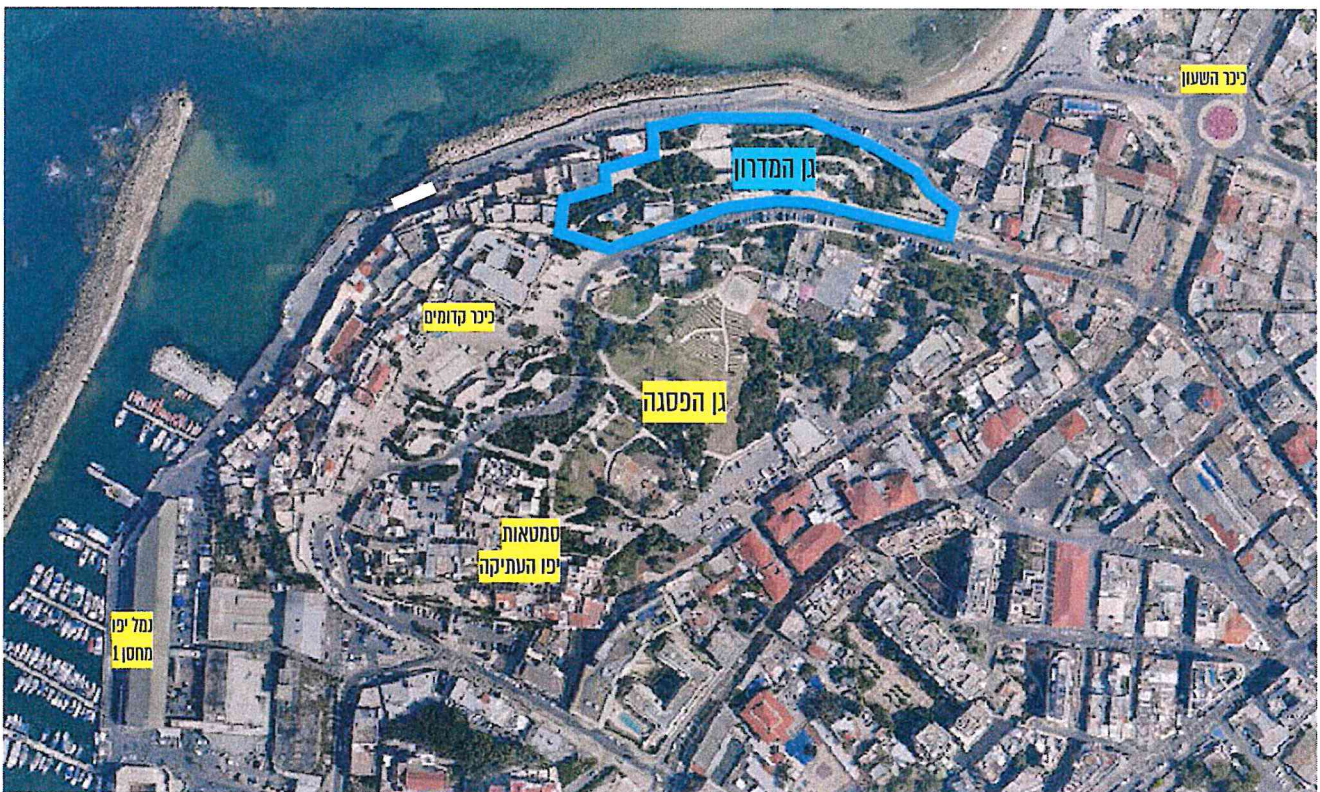 כיכר השעון
גן המדרון
כיכר קדומים
גן הפסגה
סמטאות
יפו העתיקה
נמל יפו
מחסן 1